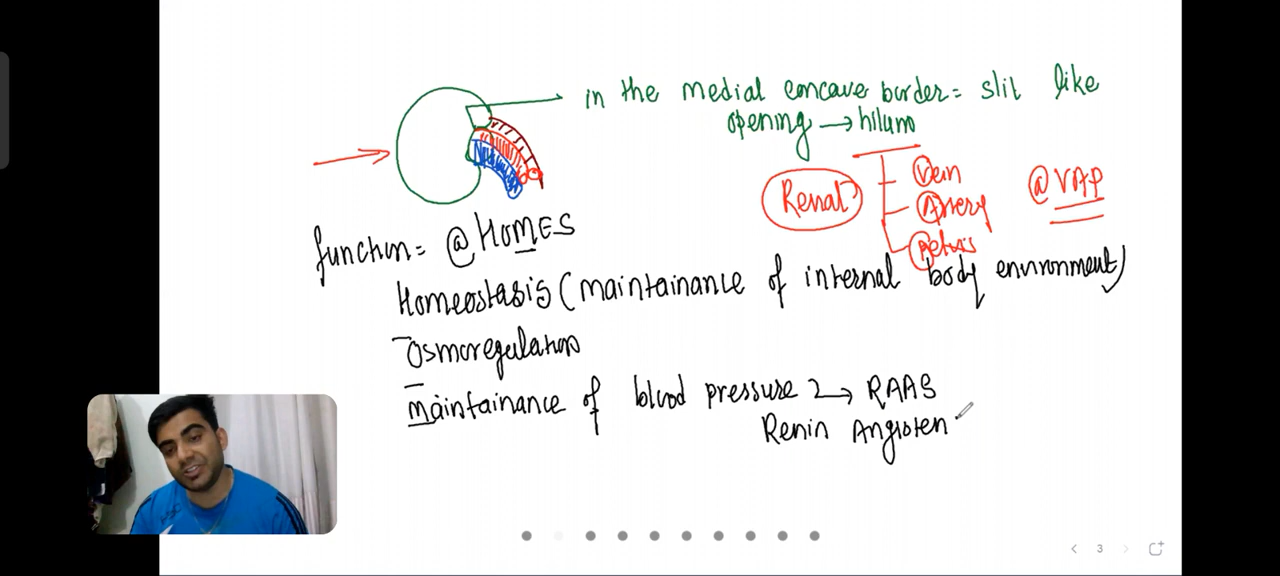 in the medial concave border = slit like
opening → hilum
Renal
Vein
Artery
Pelvis
@ VAP
function = @ HOMES
Homeostasis (maintainance of internal body environment)
Osmoregulation
maintainance of blood pressure 2 → RAAS
Renin Angioten
3